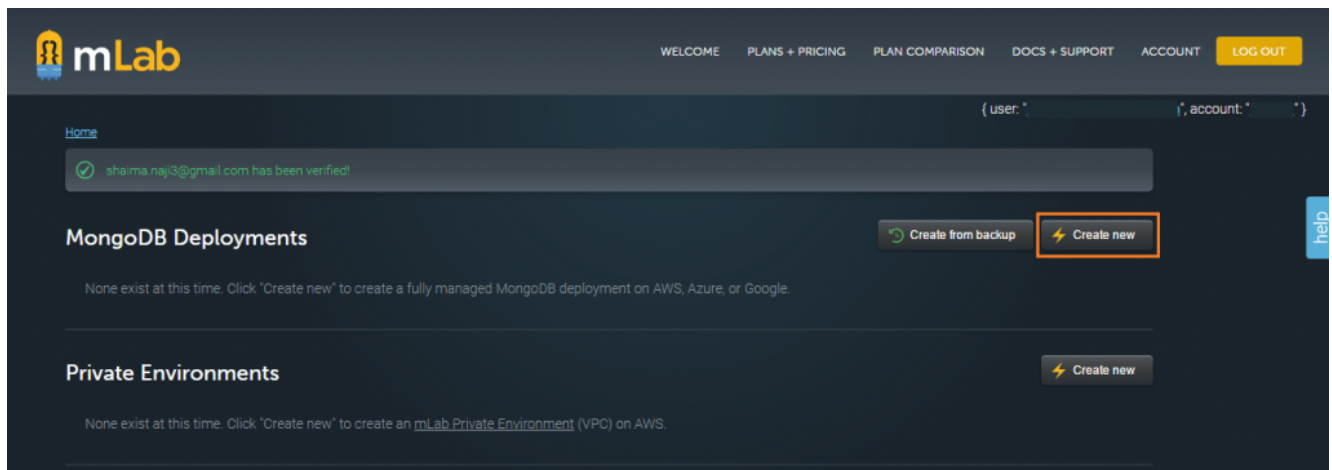 mLab
WELCOME PLANS + PRICING PLAN COMPARISON DOCS + SUPPORT ACCOUNT LOG OUT
{ user: " ", account: " " }
Home
shaima.naji3@gmail.com has been verified!
MongoDB Deployments
Create from backup
Create new
help
None exist at this time. Click "Create new" to create a fully managed MongoDB deployment on AWS, Azure, or Google.
Private Environments
Create new
None exist at this time. Click "Create new" to create an mLab Private Environment (VPC) on AWS.